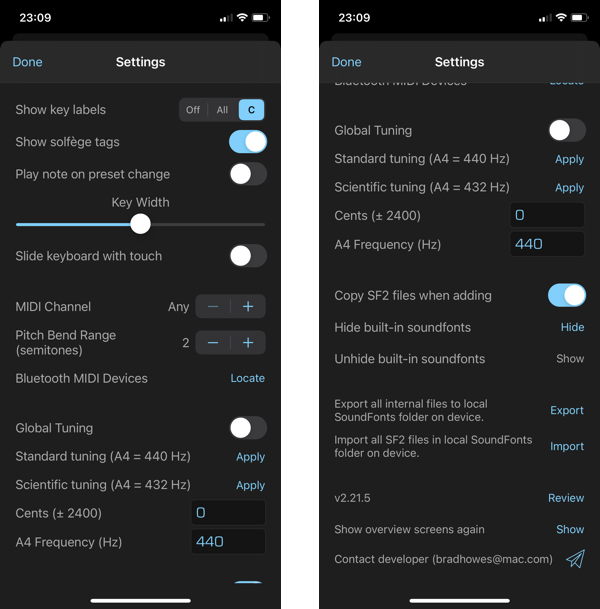 23:09
Done Settings
Show key labels Off All C
Show solfège tags
Play note on preset change
Key Width
Slide keyboard with touch
MIDI Channel Any − +
Pitch Bend Range
(semitones) 2 − +
Bluetooth MIDI Devices Locate
Global Tuning
Standard tuning (A4 = 440 Hz) Apply
Scientific tuning (A4 = 432 Hz) Apply
Cents (± 2400) 0
A4 Frequency (Hz) 440
23:09
Done Settings
Bluetooth MIDI Devices Locate
Global Tuning
Standard tuning (A4 = 440 Hz) Apply
Scientific tuning (A4 = 432 Hz) Apply
Cents (± 2400) 0
A4 Frequency (Hz) 440
Copy SF2 files when adding
Hide built-in soundfonts Hide
Unhide built-in soundfonts Show
Export all internal files to local
SoundFonts folder on device. Export
Import all SF2 files in local SoundFonts
folder on device. Import
v2.21.5 Review
Show overview screens again Show
Contact developer (bradhowes@mac.com)